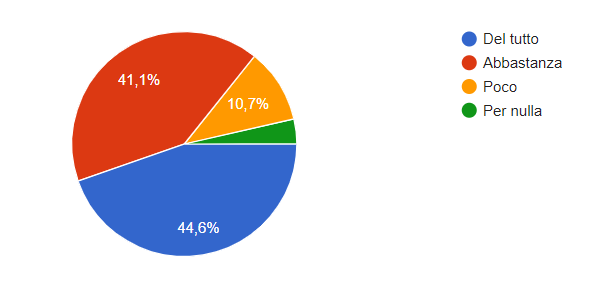 Del tutto
Abbastanza
Poco
Per nulla
41,1%
10,7%
44,6%